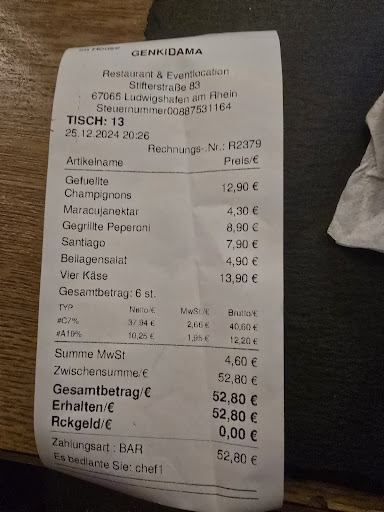 GENKIDAMA
Restaurant & Eventlocation
Stifterstraße 83
67065 Ludwigshafen am Rhein
Steuernummer00887531164
TISCH: 13
25.12.2024 20:26
Rechnungs-.Nr.: R2379
Artikelname Preis/€
Gefuellte
Champignons 12,90 €
Maracujanektar 4,30 €
Gegrillte Peperoni 8,90 €
Santiago 7,90 €
Beilagensalat 4,90 €
Vier Käse 13,90 €
Gesamtbetrag: 6 st.
TYP Netto/€ MwSt/€ Brutto/€
#C7% 37,94 € 2,66 € 40,60 €
#A19% 10,25 € 1,95 € 12,20 €
Summe MwSt 4,60 €
Zwischensumme/€ 52,80 €
Gesamtbetrag/€ 52,80 €
Erhalten/€ 52,80 €
Rckgeld/€ 0,00 €
Zahlungsart : BAR 52,80 €
Es bediante Sie: chef1